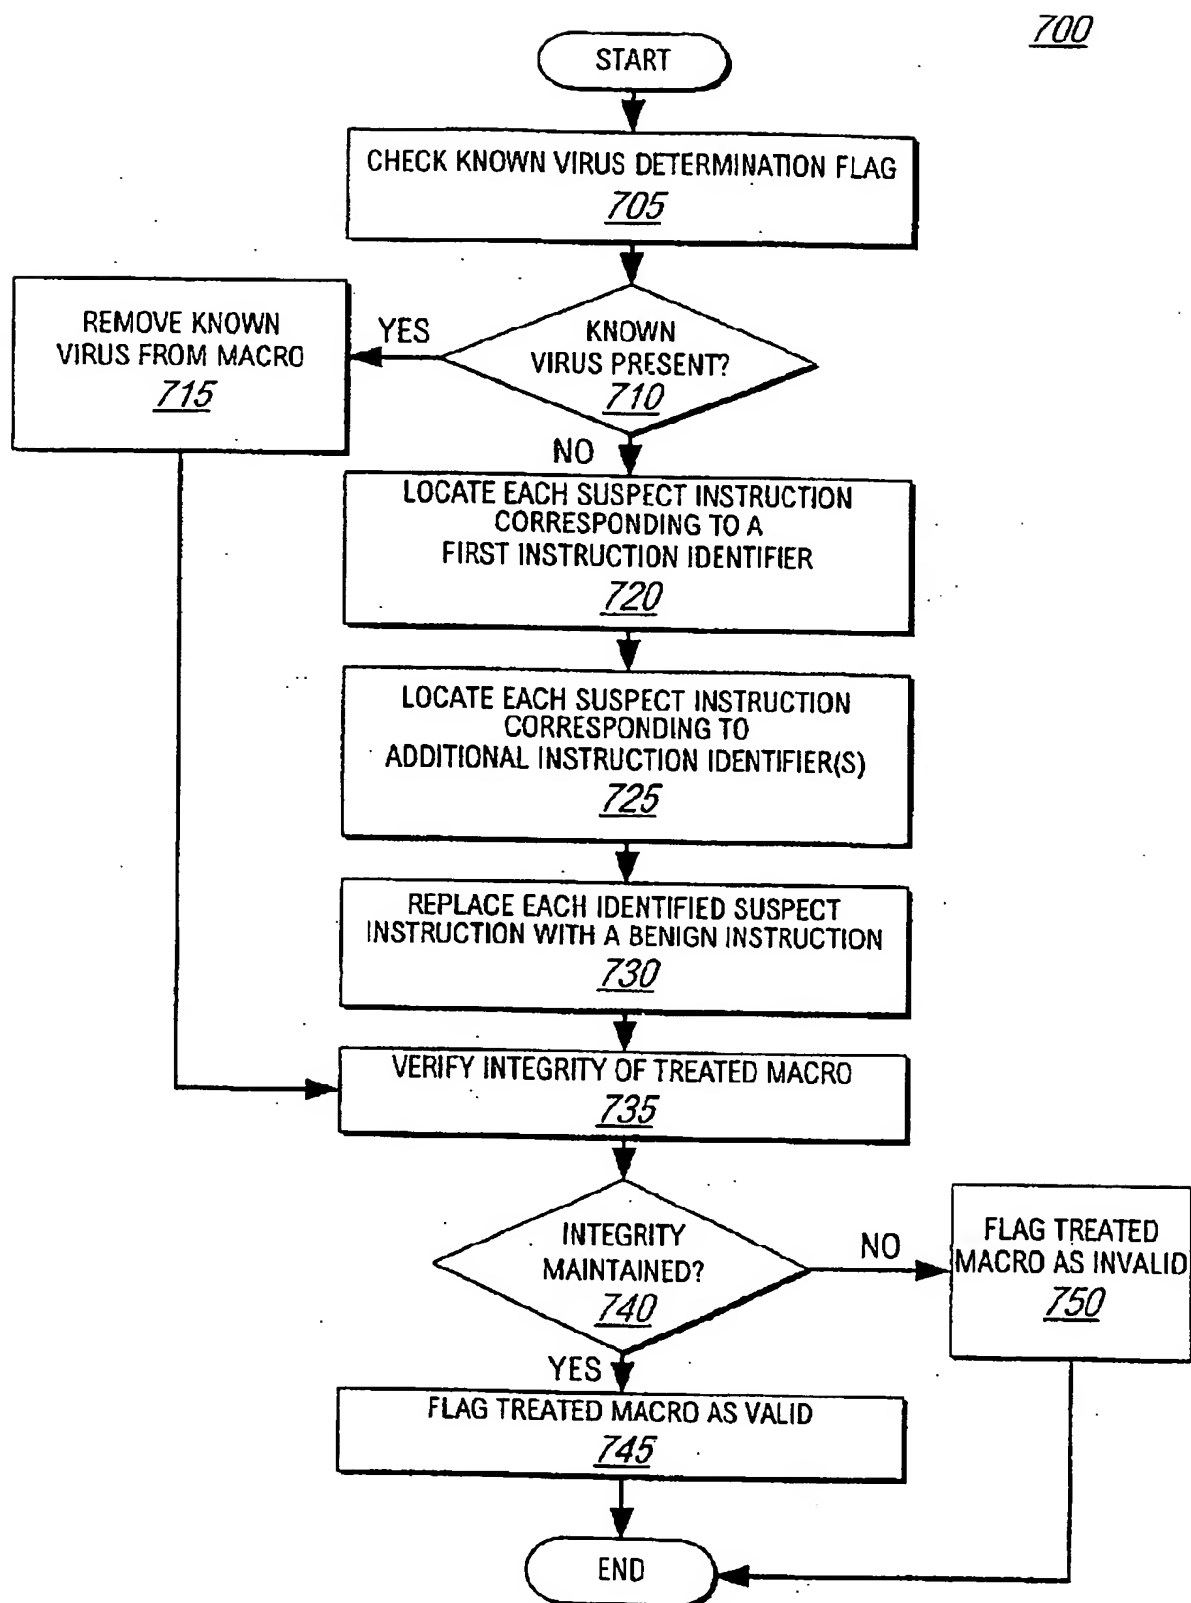 700
START
CHECK KNOWN VIRUS DETERMINATION FLAG
705
KNOWN
VIRUS PRESENT?
710
YES
REMOVE KNOWN
VIRUS FROM MACRO
715
NO
LOCATE EACH SUSPECT INSTRUCTION
CORRESPONDING TO A
FIRST INSTRUCTION IDENTIFIER
720
LOCATE EACH SUSPECT INSTRUCTION
CORRESPONDING TO
ADDITIONAL INSTRUCTION IDENTIFIER(S)
725
REPLACE EACH IDENTIFIED SUSPECT
INSTRUCTION WITH A BENIGN INSTRUCTION
730
VERIFY INTEGRITY OF TREATED MACRO
735
INTEGRITY
MAINTAINED?
740
NO
FLAG TREATED
MACRO AS INVALID
750
YES
FLAG TREATED MACRO AS VALID
745
END